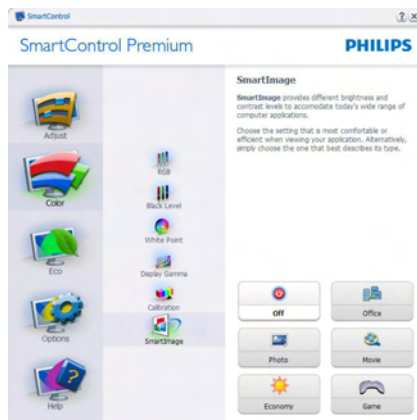 SmartControl
SmartControl Premium
PHILIPS
Adjust
Color
Eco
Options
Help
RGB
Black Level
White Point
Display Gamma
Calibration
SmartImage
SmartImage
SmartImage provides different brightness and
contrast levels to accomodate today's wide range of
computer applications.
Choose the setting that is most comfortable or
efficient when viewing your application. Alternatively,
simply choose the one that best describes its type.
Off
Office
Photo
Movie
Economy
Game